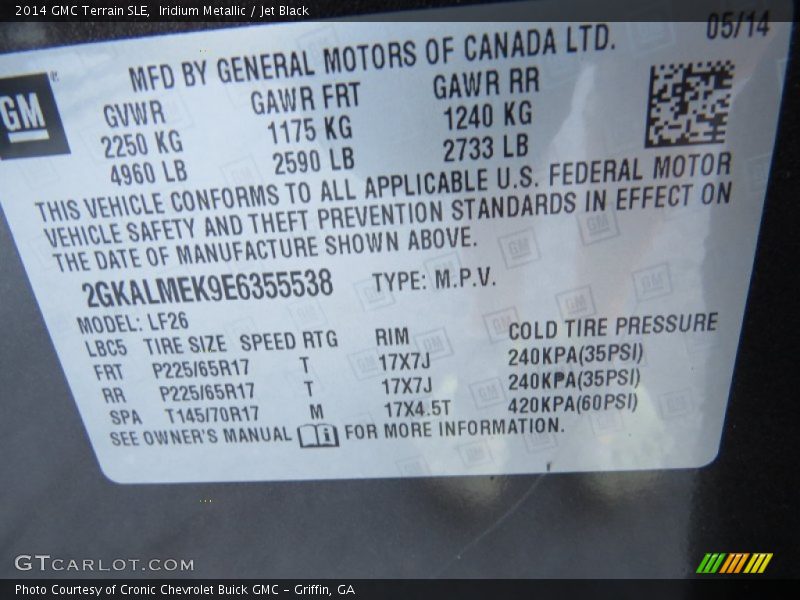 2014 GMC Terrain SLE,  Iridium Metallic / Jet Black
05/14
MFD BY GENERAL MOTORS OF CANADA LTD.
GM
GVWR GAWR FRT GAWR RR
2250 KG 1175 KG 1240 KG
4960 LB 2590 LB 2733 LB
THIS VEHICLE CONFORMS TO ALL APPLICABLE U.S. FEDERAL MOTOR
VEHICLE SAFETY AND THEFT PREVENTION STANDARDS IN EFFECT ON
THE DATE OF MANUFACTURE SHOWN ABOVE.
2GKALMEK9E6355538 TYPE: M.P.V.
MODEL: LF26
LBC5 TIRE SIZE SPEED RTG RIM COLD TIRE PRESSURE
FRT P225/65R17 T 17X7J 240KPA(35PSI)
RR P225/65R17 T 17X7J 240KPA(35PSI)
SPA T145/70R17 M 17X4.5T 420KPA(60PSI)
SEE OWNER'S MANUAL FOR MORE INFORMATION.
GTCARLOT.COM
Photo Courtesy of Cronic Chevrolet Buick GMC - Griffin, GA